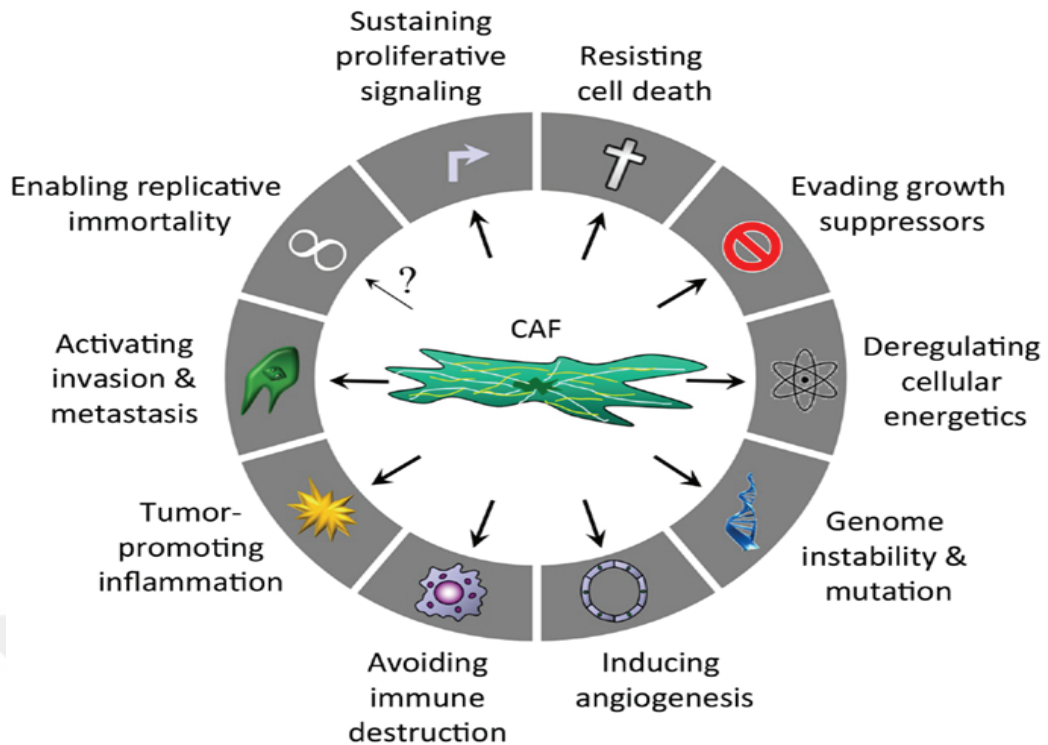 Sustaining
proliferative
signaling
Resisting
cell death
Evading growth
suppressors
Deregulating
cellular
energetics
Genome
instability &
mutation
Inducing
angiogenesis
Avoiding
immune
destruction
Tumor-
promoting
inflammation
Activating
invasion &
metastasis
Enabling replicative
immortality
?
CAF